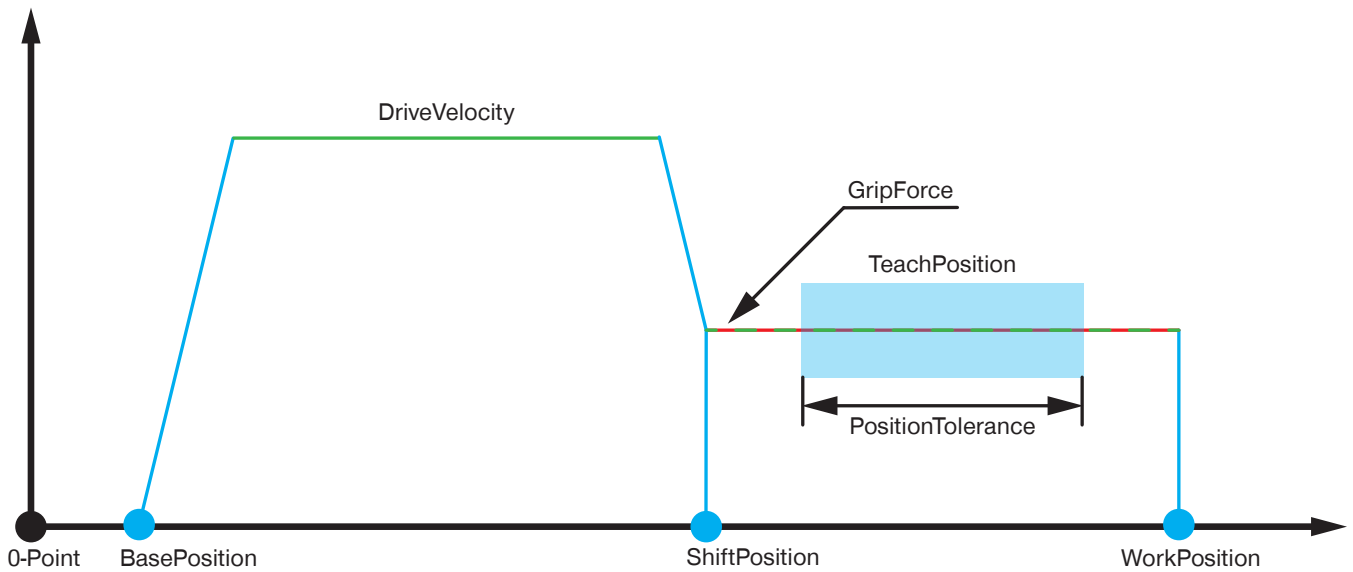 DriveVelocity
GripForce
TeachPosition
PositionTolerance
0-Point
BasePosition
ShiftPosition
WorkPosition